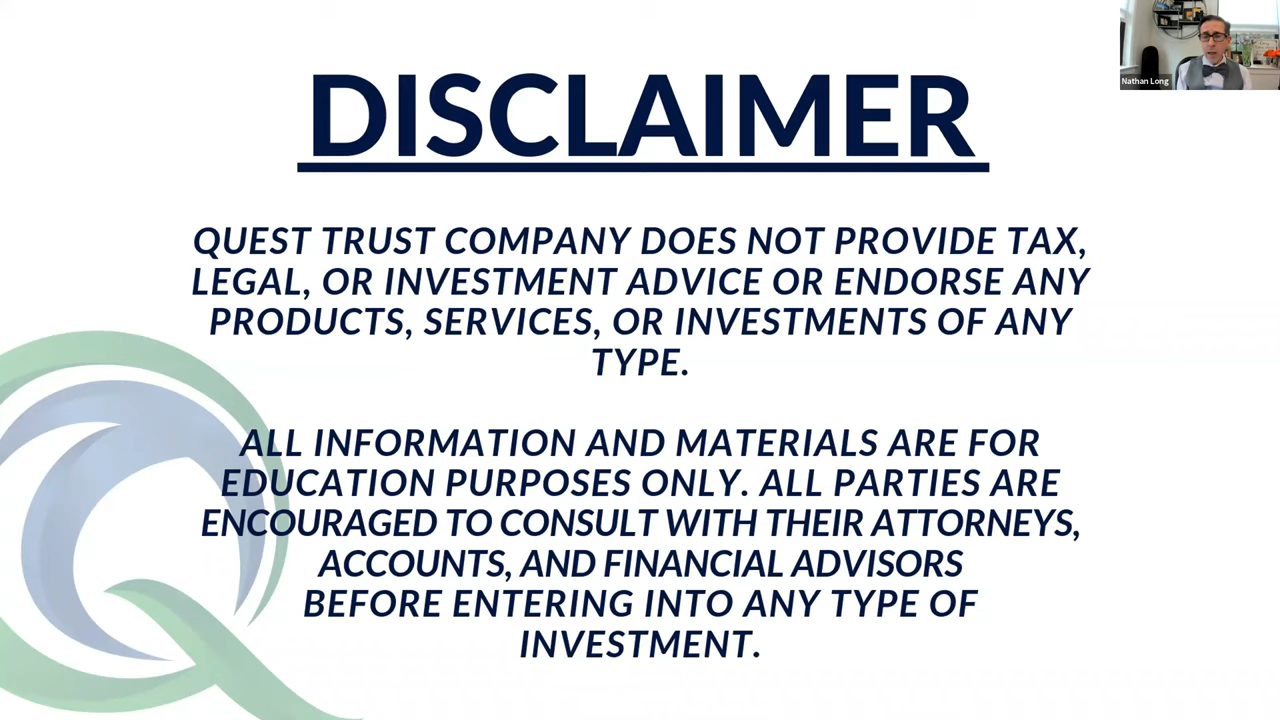 DISCLAIMER
QUEST TRUST COMPANY DOES NOT PROVIDE TAX,
LEGAL, OR INVESTMENT ADVICE OR ENDORSE ANY
PRODUCTS, SERVICES, OR INVESTMENTS OF ANY
TYPE.
ALL INFORMATION AND MATERIALS ARE FOR
EDUCATION PURPOSES ONLY. ALL PARTIES ARE
ENCOURAGED TO CONSULT WITH THEIR ATTORNEYS,
ACCOUNTS, AND FINANCIAL ADVISORS
BEFORE ENTERING INTO ANY TYPE OF
INVESTMENT.
Nathan Long